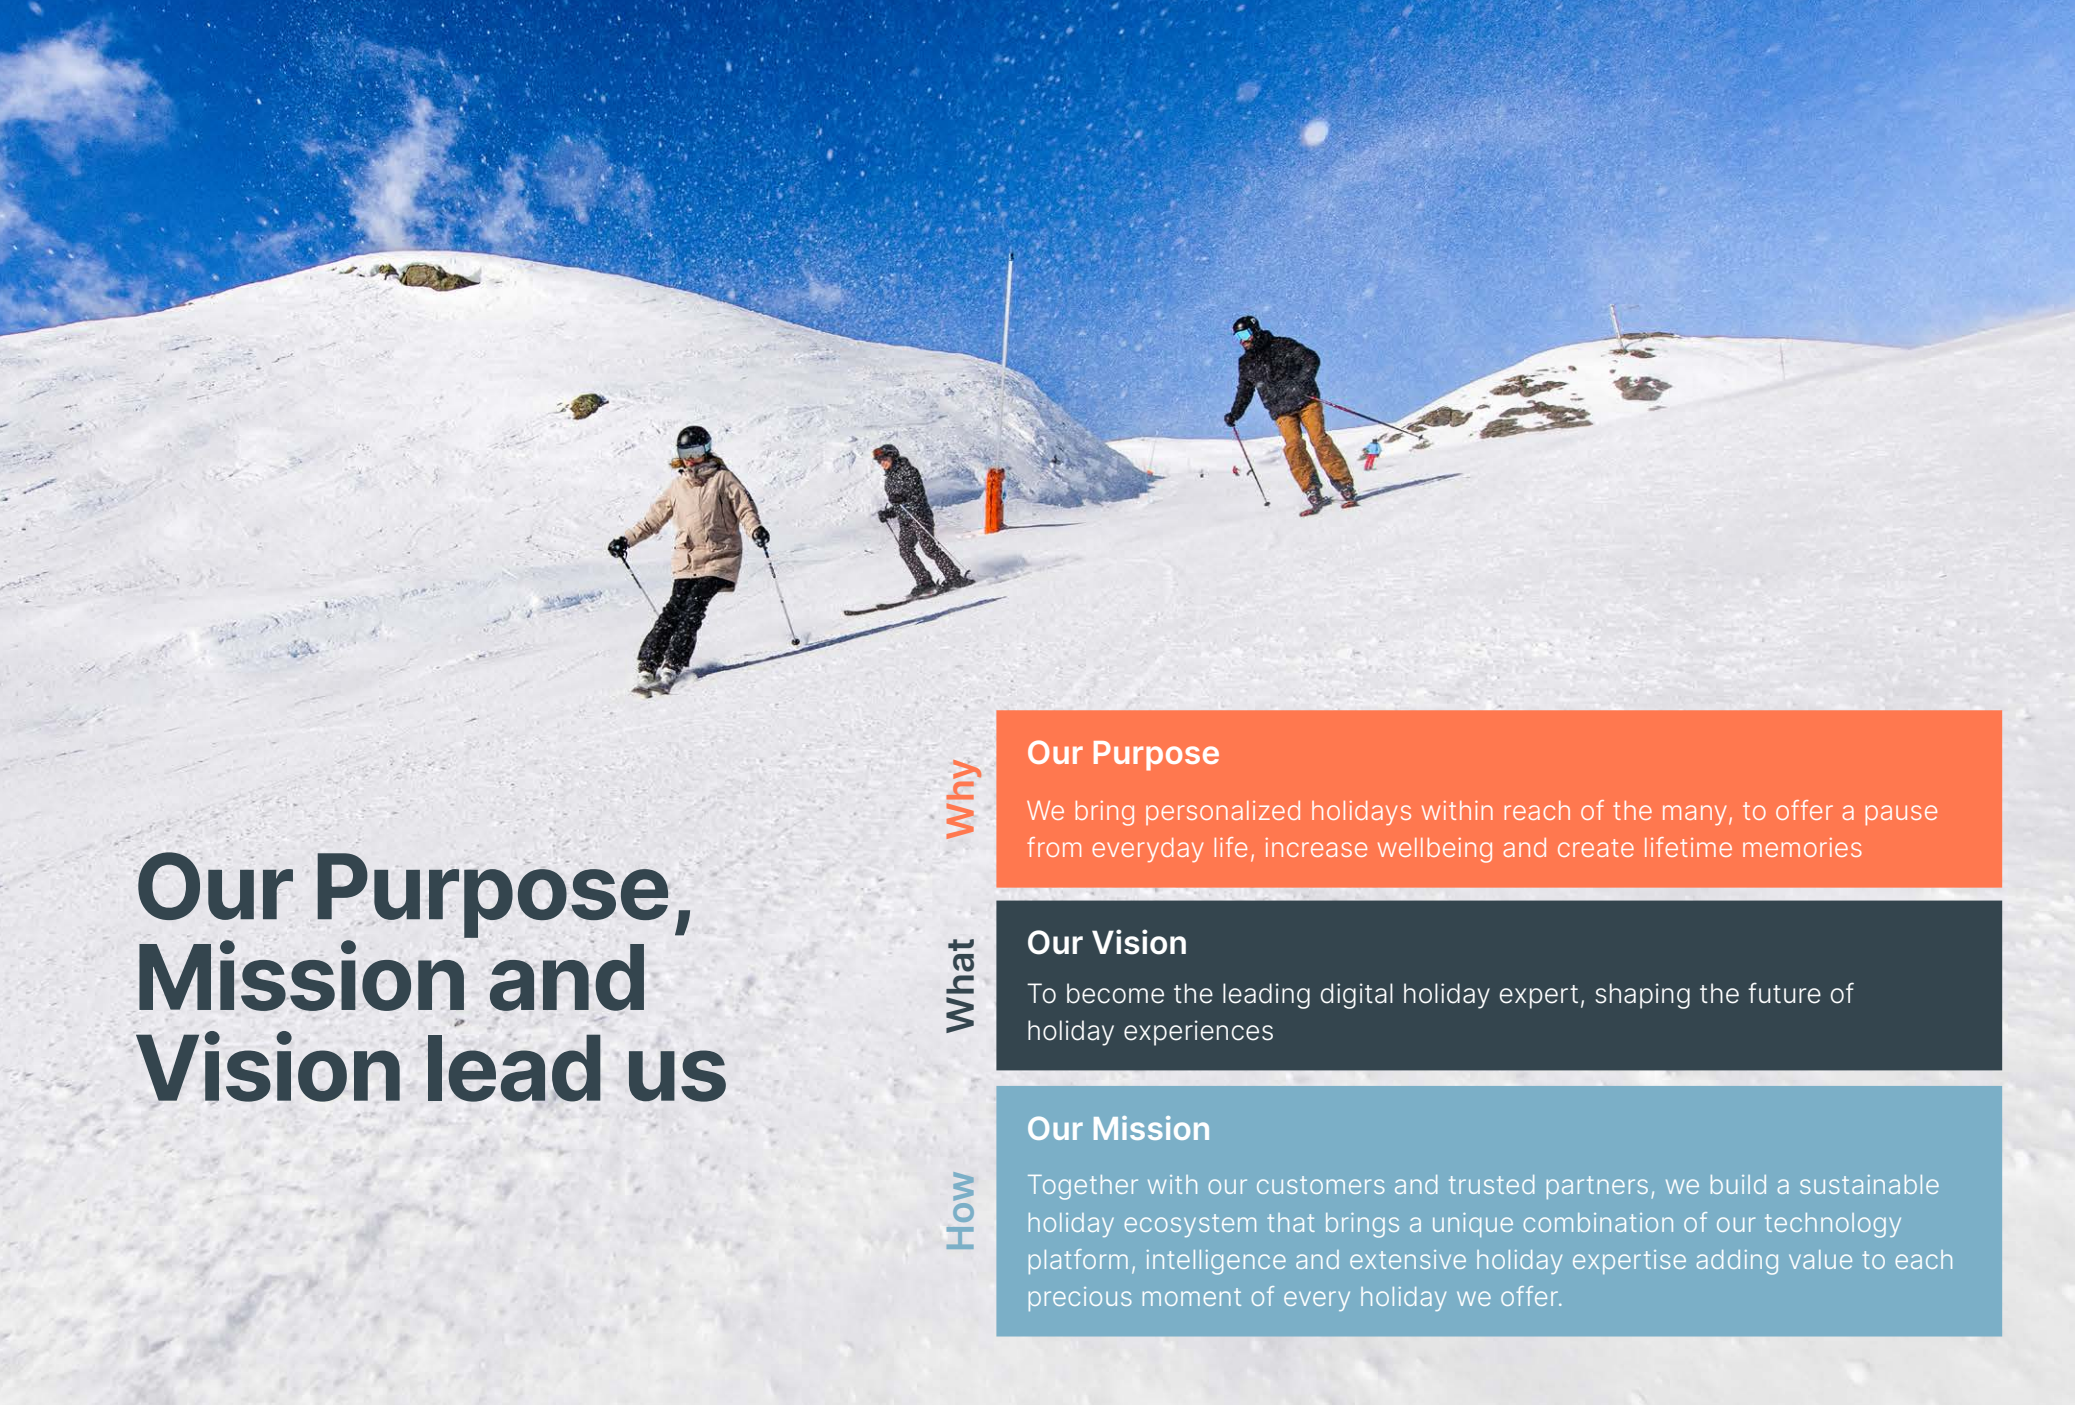 Our Purpose,
Mission and
Vision lead us
Why
Our Purpose
We bring personalized holidays within reach of the many, to offer a pause
from everyday life, increase wellbeing and create lifetime memories
What
Our Vision
To become the leading digital holiday expert, shaping the future of
holiday experiences
How
Our Mission
Together with our customers and trusted partners, we build a sustainable
holiday ecosystem that brings a unique combination of our technology
platform, intelligence and extensive holiday expertise adding value to each
precious moment of every holiday we offer.